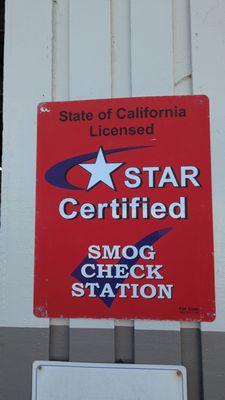 State of California
Licensed
STAR
Certified
SMOG
CHECK
STATION